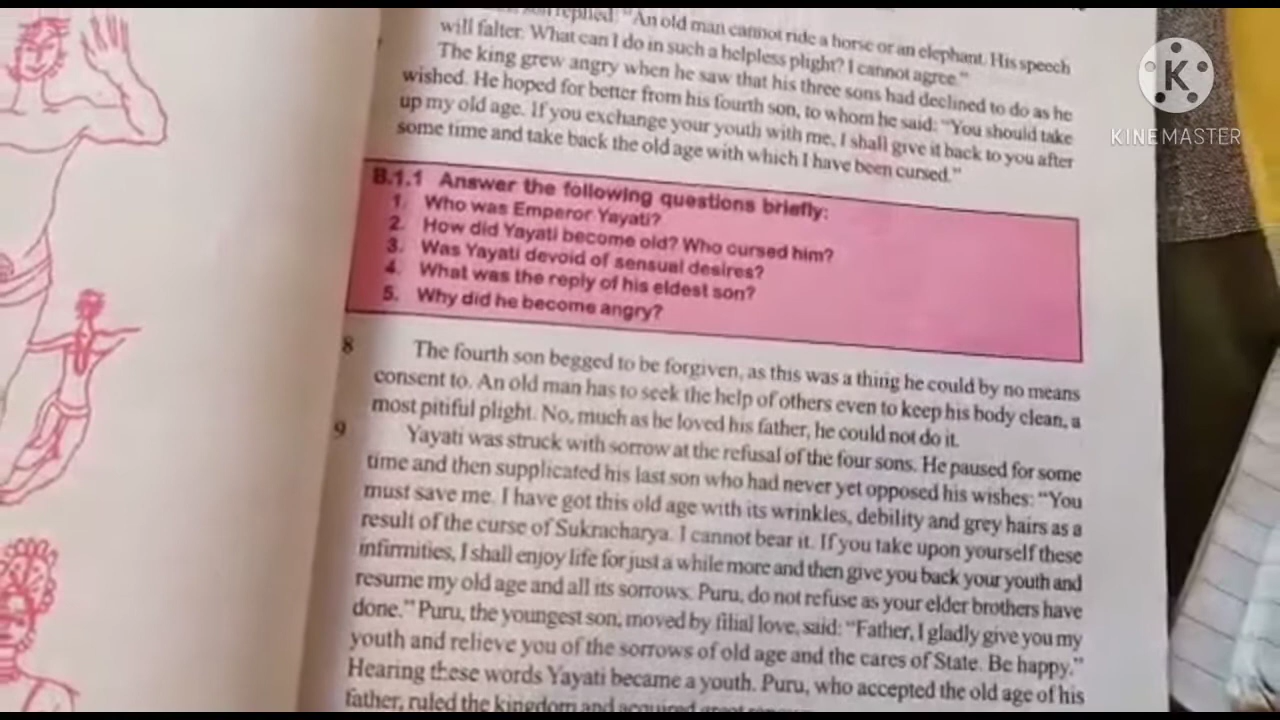 son replied: "An old man cannot ride a horse or an elephant. His speech
will falter. What can I do in such a helpless plight? I cannot agree."
The king grew angry when he saw that his three sons had declined to do as he
wished. He hoped for better from his fourth son, to whom he said: "You should take
up my old age. If you exchange your youth with me, I shall give it back to you after
some time and take back the old age with which I have been cursed."
B.1.1 Answer the following questions briefly:
1. Who was Emperor Yayati?
2. How did Yayati become old? Who cursed him?
3. Was Yayati devoid of sensual desires?
4. What was the reply of his eldest son?
5. Why did he become angry?
8 The fourth son begged to be forgiven, as this was a thing he could by no means
consent to. An old man has to seek the help of others even to keep his body clean, a
most pitiful plight. No, much as he loved his father, he could not do it.
9 Yayati was struck with sorrow at the refusal of the four sons. He paused for some
time and then supplicated his last son who had never yet opposed his wishes: "You
must save me. I have got this old age with its wrinkles, debility and grey hairs as a
result of the curse of Sukracharya. I cannot bear it. If you take upon yourself these
infirmities, I shall enjoy life for just a while more and then give you back your youth and
resume my old age and all its sorrows. Puru, do not refuse as your elder brothers have
done.'" Puru, the youngest son, moved by filial love, said: "Father, I gladly give you my
youth and relieve you of the sorrows of old age and the cares of State. Be happy."
Hearing these words Yayati became a youth. Puru, who accepted the old age of his
father, ruled the kingdom and acquired great
K
KINEMASTER